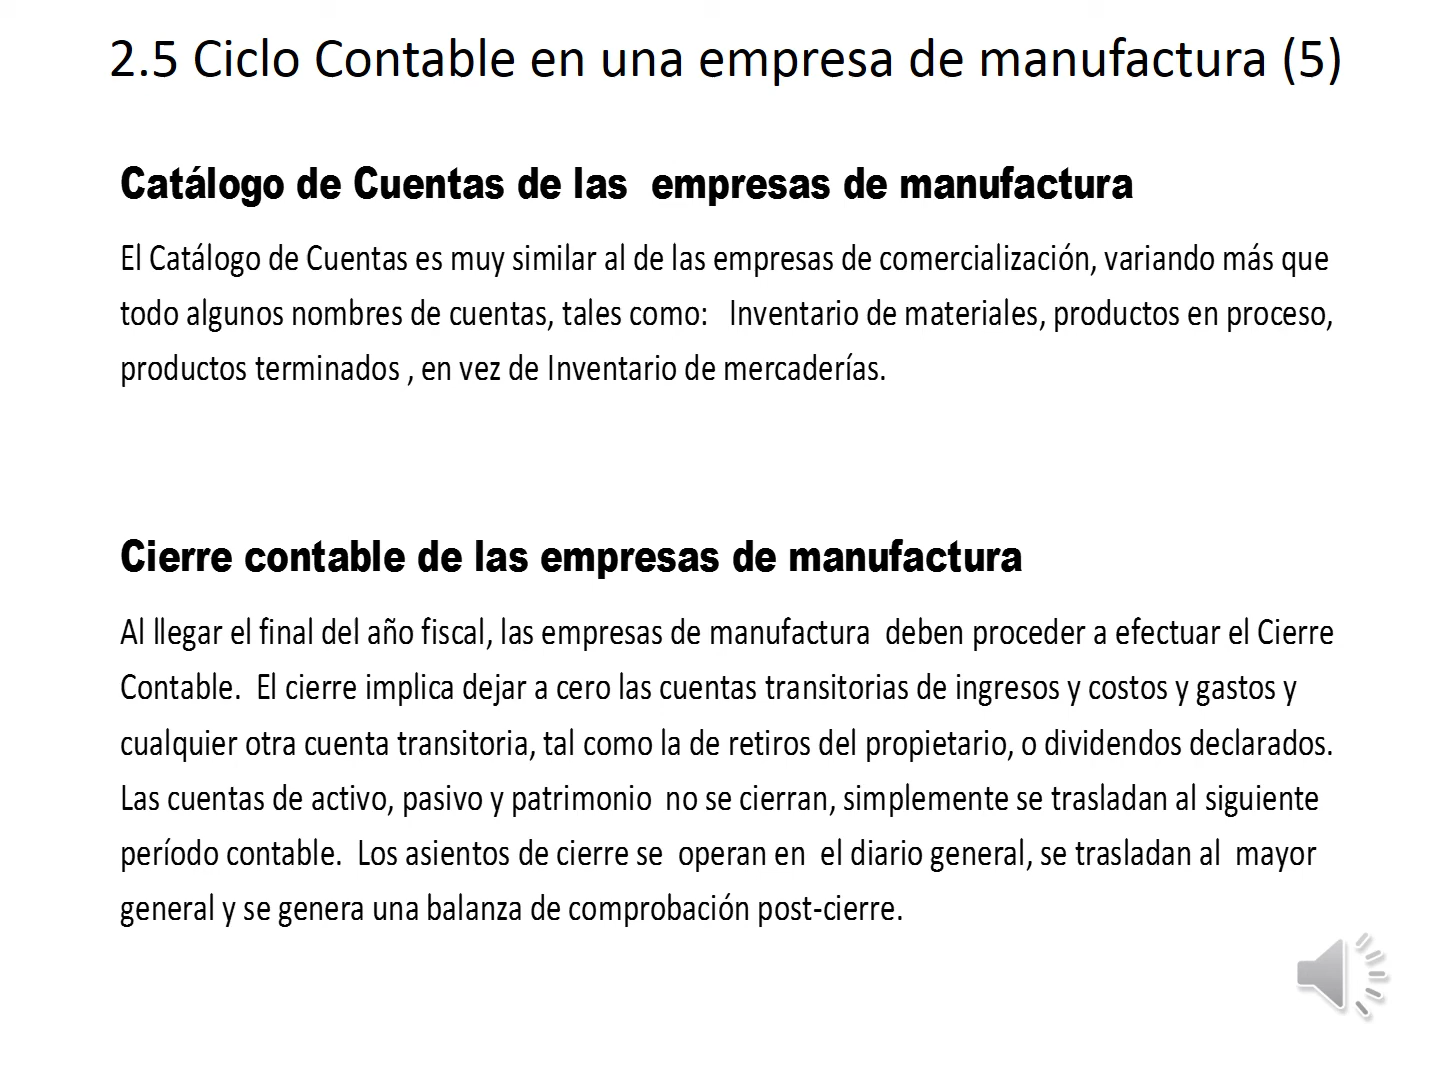 2.5 Ciclo Contable en una empresa de manufactura (5)
Catálogo de Cuentas de las  empresas de manufactura
El Catálogo de Cuentas es muy similar al de las empresas de comercialización, variando más que
todo algunos nombres de cuentas, tales como:   Inventario de materiales, productos en proceso,
productos terminados , en vez de Inventario de mercaderías.
Cierre contable de las empresas de manufactura
Al llegar el final del año fiscal, las empresas de manufactura  deben proceder a efectuar el Cierre
Contable.  El cierre implica dejar a cero las cuentas transitorias de ingresos y costos y gastos y
cualquier otra cuenta transitoria, tal como la de retiros del propietario, o dividendos declarados.
Las cuentas de activo, pasivo y patrimonio  no se cierran, simplemente se trasladan al siguiente
período contable.  Los asientos de cierre se  operan en  el diario general, se trasladan al  mayor
general y se genera una balanza de comprobación post-cierre.